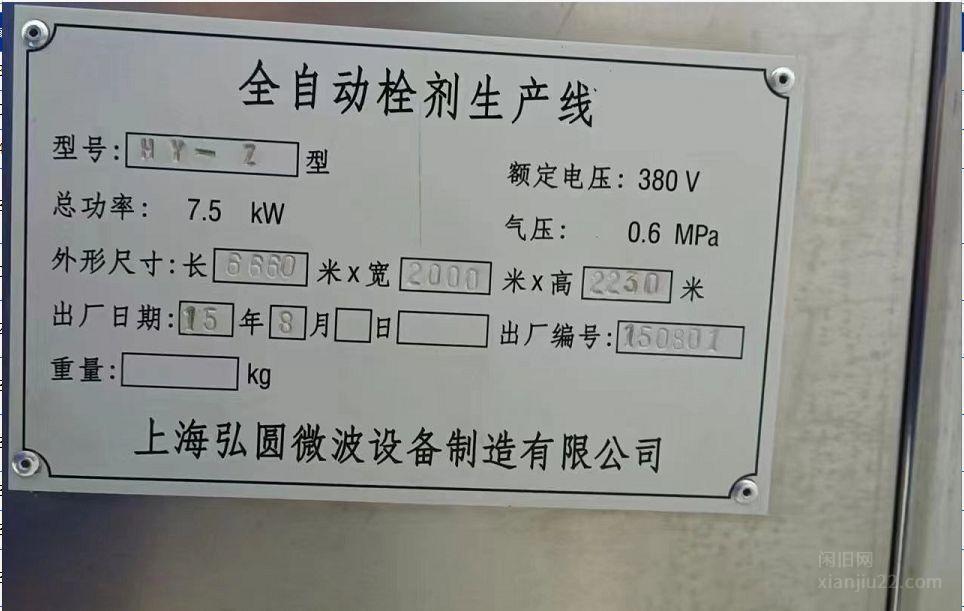 全自动栓剂生产线
型号: HY-Z 型
额定电压: 380 V
总功率: 7.5 kW
气压: 0.6 MPa
外形尺寸: 长 6660 米 x 宽 2000 米 x 高 2230 米
出厂日期: 15 年 8 月 日 出厂编号: 150801
重量: kg
上海弘圆微波设备制造有限公司
闲旧网
xianjiu22.com